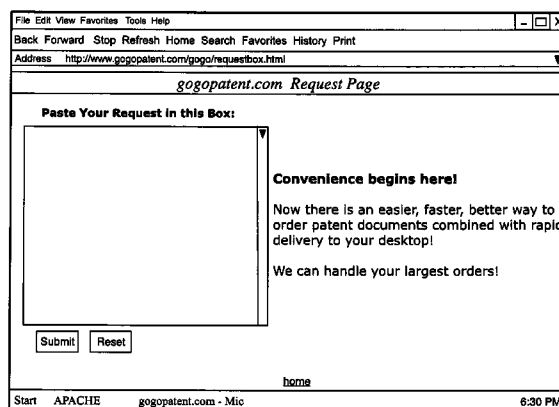 File Edit View Favorites Tools Help
Back Forward Stop Refresh Home Search Favorites History Print
Address http://www.gogopatent.com/gogo/requestbox.html
gogopatent.com Request Page
Paste Your Request in this Box:
Convenience begins here!
Now there is an easier, faster, better way to
order patent documents combined with rapid
delivery to your desktop!
We can handle your largest orders!
Submit Reset
home
Start APACHE gogopatent.com - Mic 6:30 PM